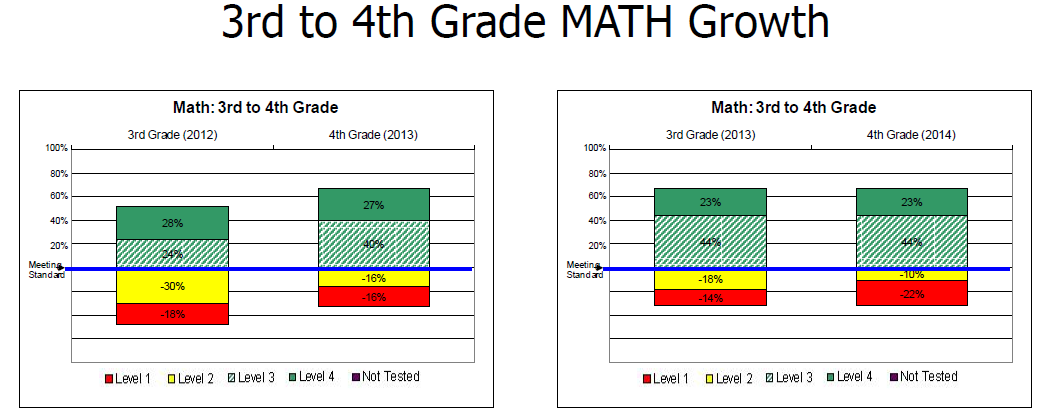 3rd to 4th Grade MATH Growth
Math: 3rd to 4th Grade
3rd Grade (2012) 4th Grade (2013)
100%
80%
60%
40%
20%
Meeting
Standard
28%
24%
-30%
-18%
27%
40%
-16%
-16%
Level 1 Level 2 Level 3 Level 4 Not Tested
Math: 3rd to 4th Grade
3rd Grade (2013) 4th Grade (2014)
100%
80%
60%
40%
20%
Meeting
Standard
23%
44%
-18%
-14%
23%
44%
-10%
-22%
Level 1 Level 2 Level 3 Level 4 Not Tested